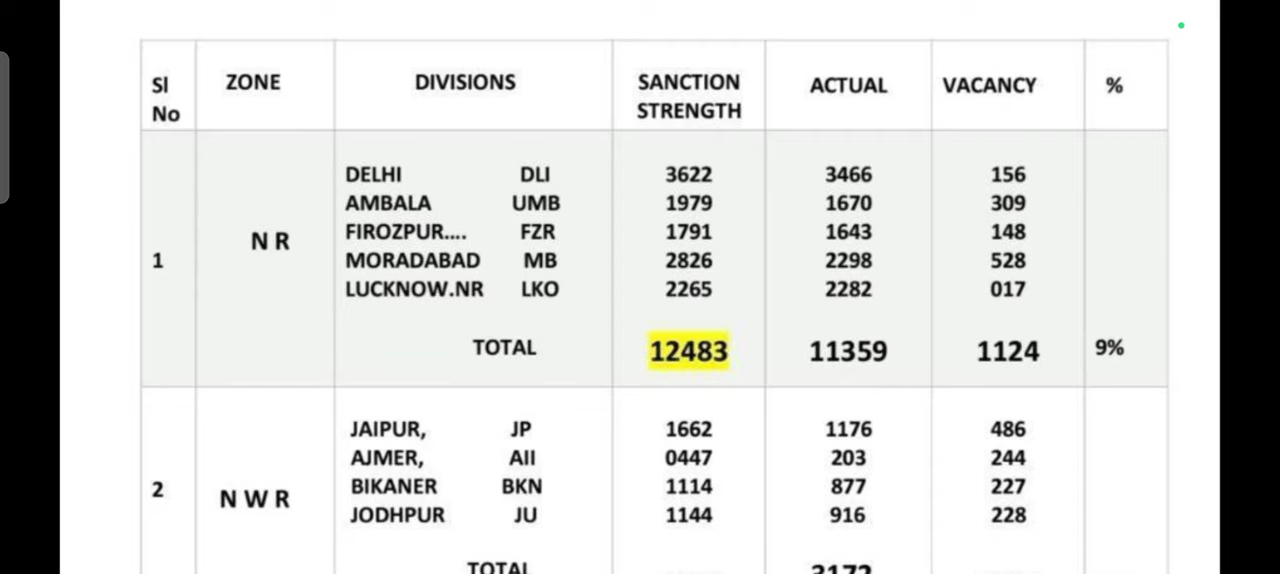 Sl No ZONE DIVISIONS SANCTION STRENGTH ACTUAL VACANCY %
DELHI DLI 3622 3466 156
AMBALA UMB 1979 1670 309
FIROZPUR.... FZR 1791 1643 148
1 N R MORADABAD MB 2826 2298 528
LUCKNOW.NR LKO 2265 2282 017
TOTAL 12483 11359 1124 9%
JAIPUR, JP 1662 1176 486
AJMER, AII 0447 203 244
2 N W R BIKANER BKN 1114 877 227
JODHPUR JU 1144 916 228
TOTAL 3172